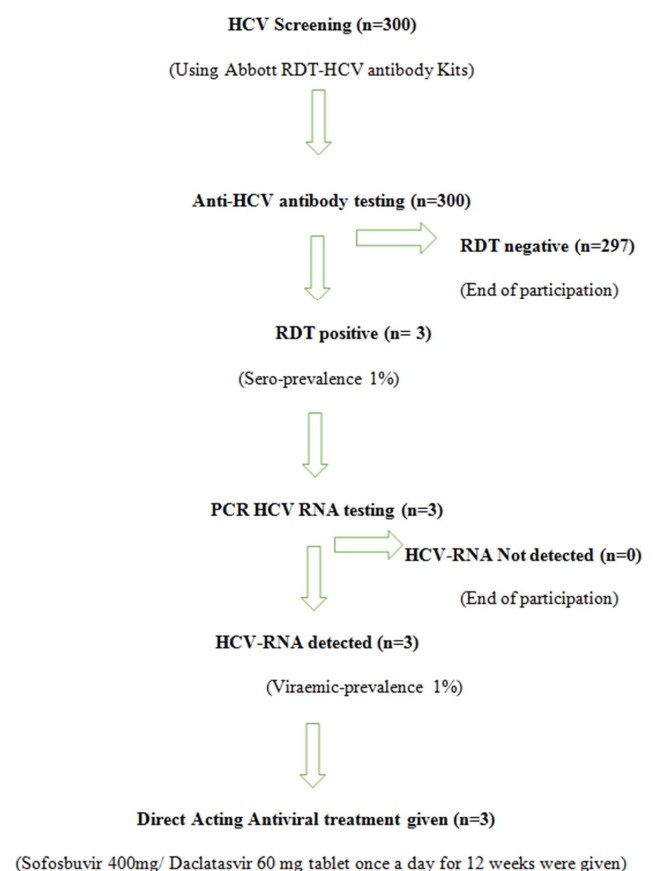 HCV Screening (n=300)
(Using Abbott RDT-HCV antibody Kits)
Anti-HCV antibody testing (n=300)
RDT negative (n=297)
(End of participation)
RDT positive (n= 3)
(Sero-prevalence 1%)
PCR HCV RNA testing (n=3)
HCV-RNA Not detected (n=0)
(End of participation)
HCV-RNA detected (n=3)
(Viraemic-prevalence 1%)
Direct Acting Antiviral treatment given (n=3)
(Sofosbuvir 400mg/ Daclatasvir 60 mg tablet once a day for 12 weeks were given)